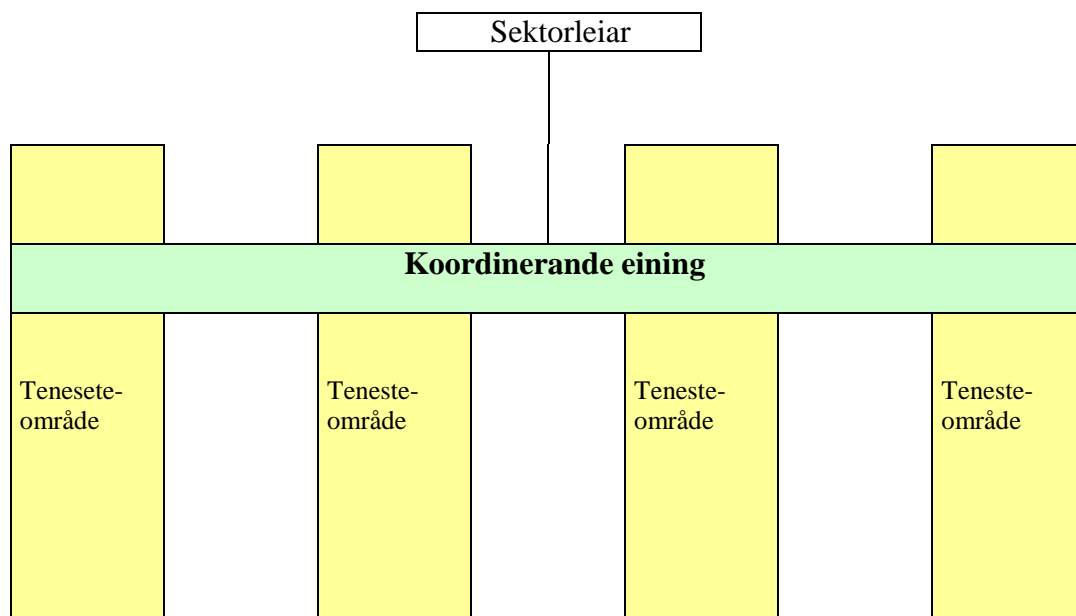 Sektorleiar
Koordinerande eining
Tenesete-
område
Teneste-
område
Teneste-
område
Teneste-
område